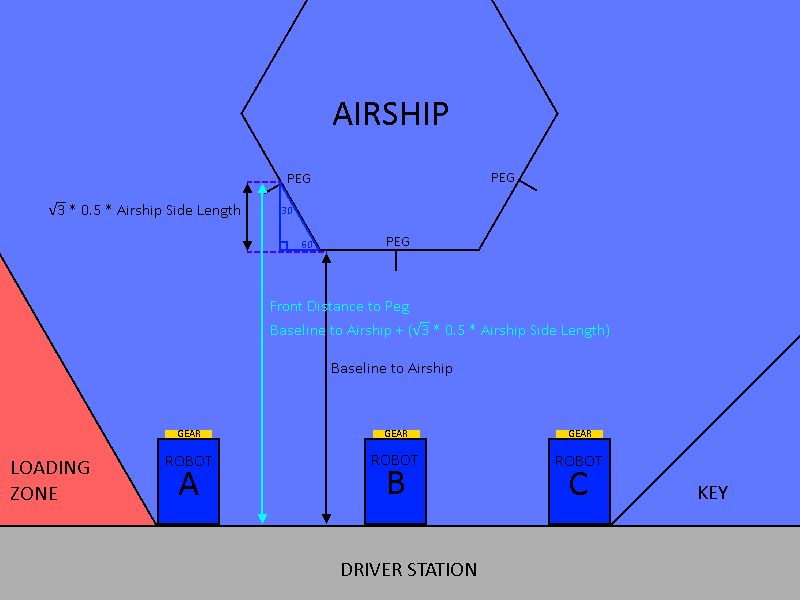 AIRSHIP
PEG
PEG
√3 * 0.5 * Airship Side Length
30
60
PEG
Front Distance to Peg
Baseline to Airship + (√3 * 0.5 * Airship Side Length)
Baseline to Airship
GEAR
GEAR
GEAR
ROBOT
A
ROBOT
B
ROBOT
C
LOADING
ZONE
KEY
DRIVER STATION